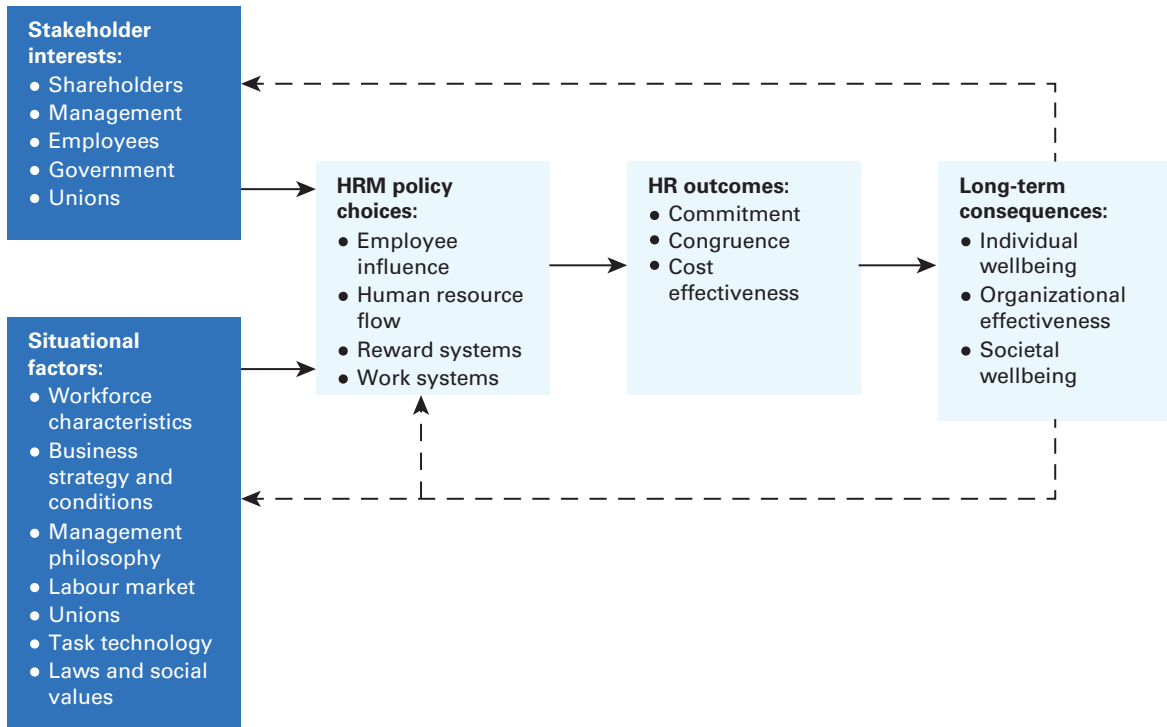 Stakeholder
interests:
● Shareholders
● Management
● Employees
● Government
● Unions
Situational
factors:
● Workforce
characteristics
● Business
strategy and
conditions
● Management
philosophy
● Labour market
● Unions
● Task technology
● Laws and social
values
HRM policy
choices:
● Employee
influence
● Human resource
flow
● Reward systems
● Work systems
HR outcomes:
● Commitment
● Congruence
● Cost
effectiveness
Long-term
consequences:
● Individual
wellbeing
● Organizational
effectiveness
● Societal
wellbeing